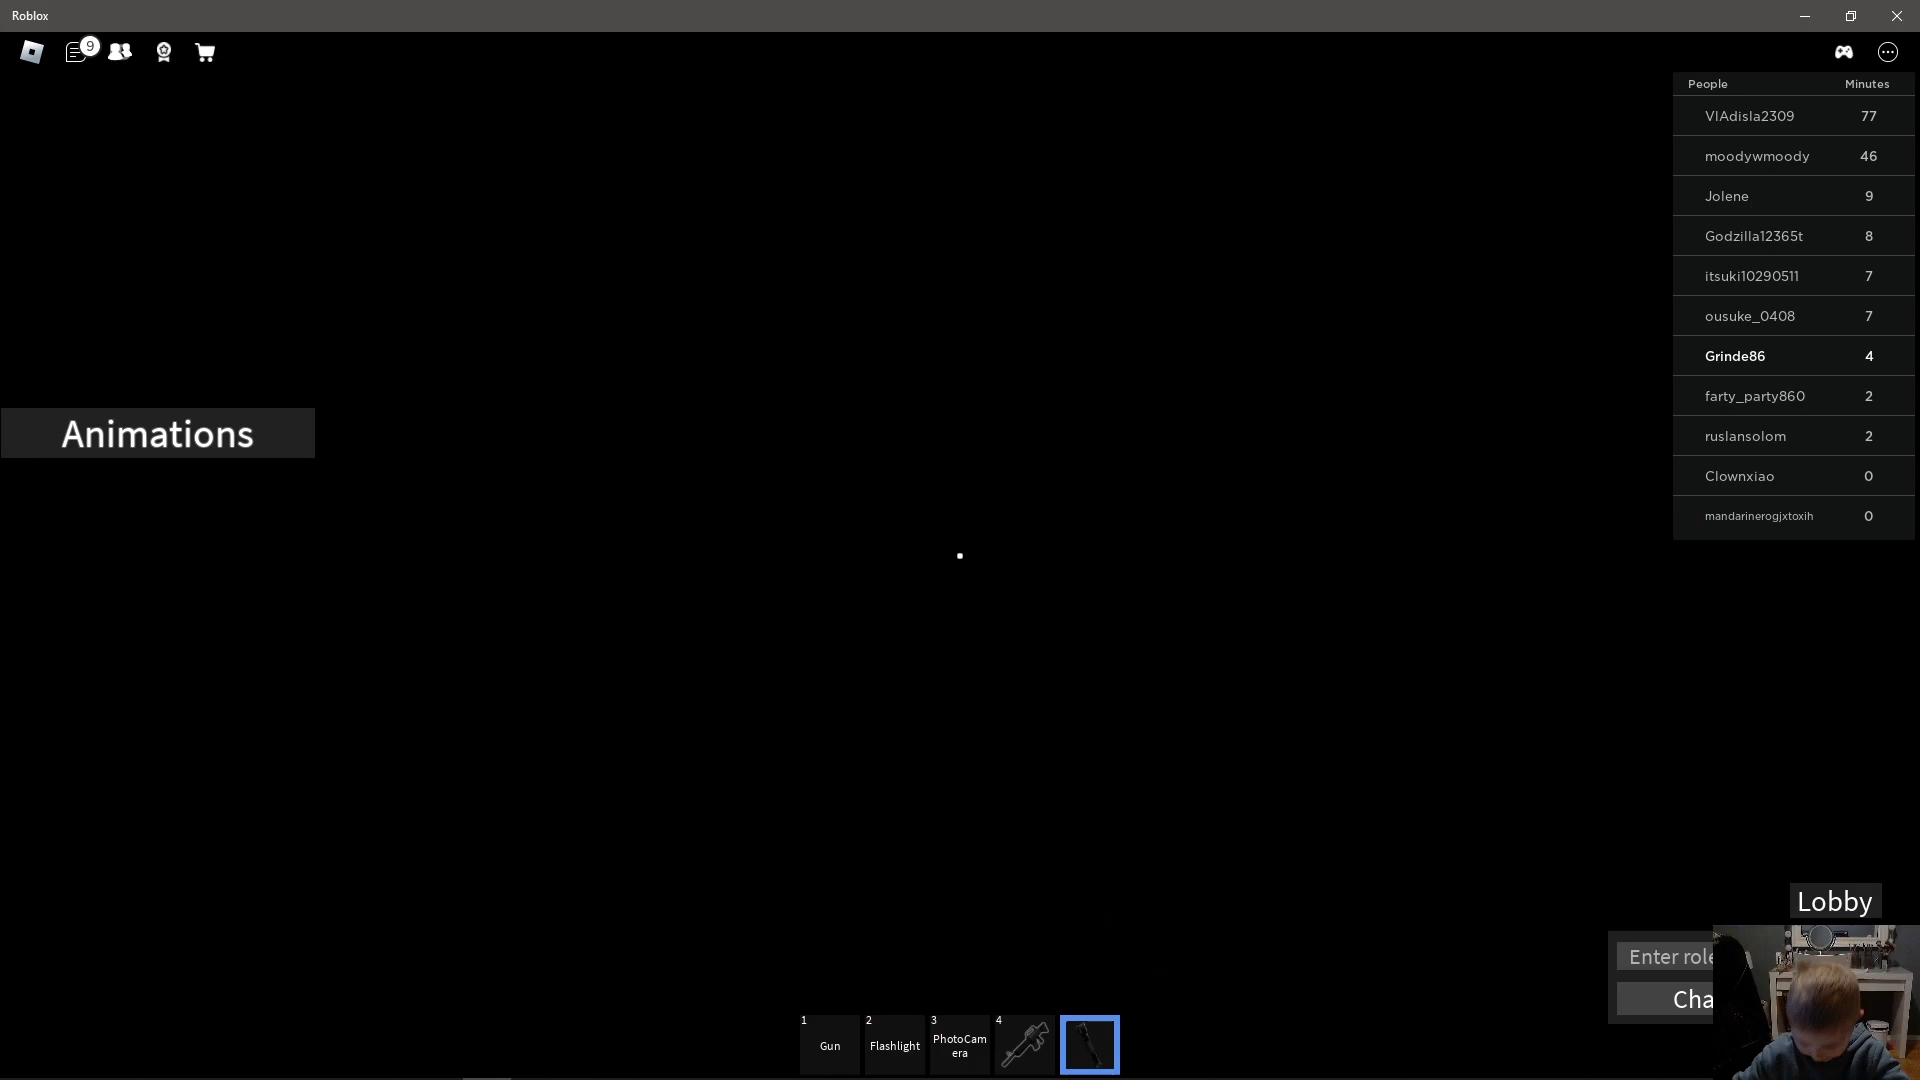 Roblox
9
People Minutes
VlAdisla2309 77
moodywmoody 46
Jolene 9
Godzilla12365t 8
itsuki10290511 7
ousuke_0408 7
Grinde86 4
farty_party860 2
ruslansolom 2
Clownxiao 0
mandarinerogjxtoxih 0
Animations
Lobby
Enter role
Cha
1 2 3 4
Gun Flashlight PhotoCam
era